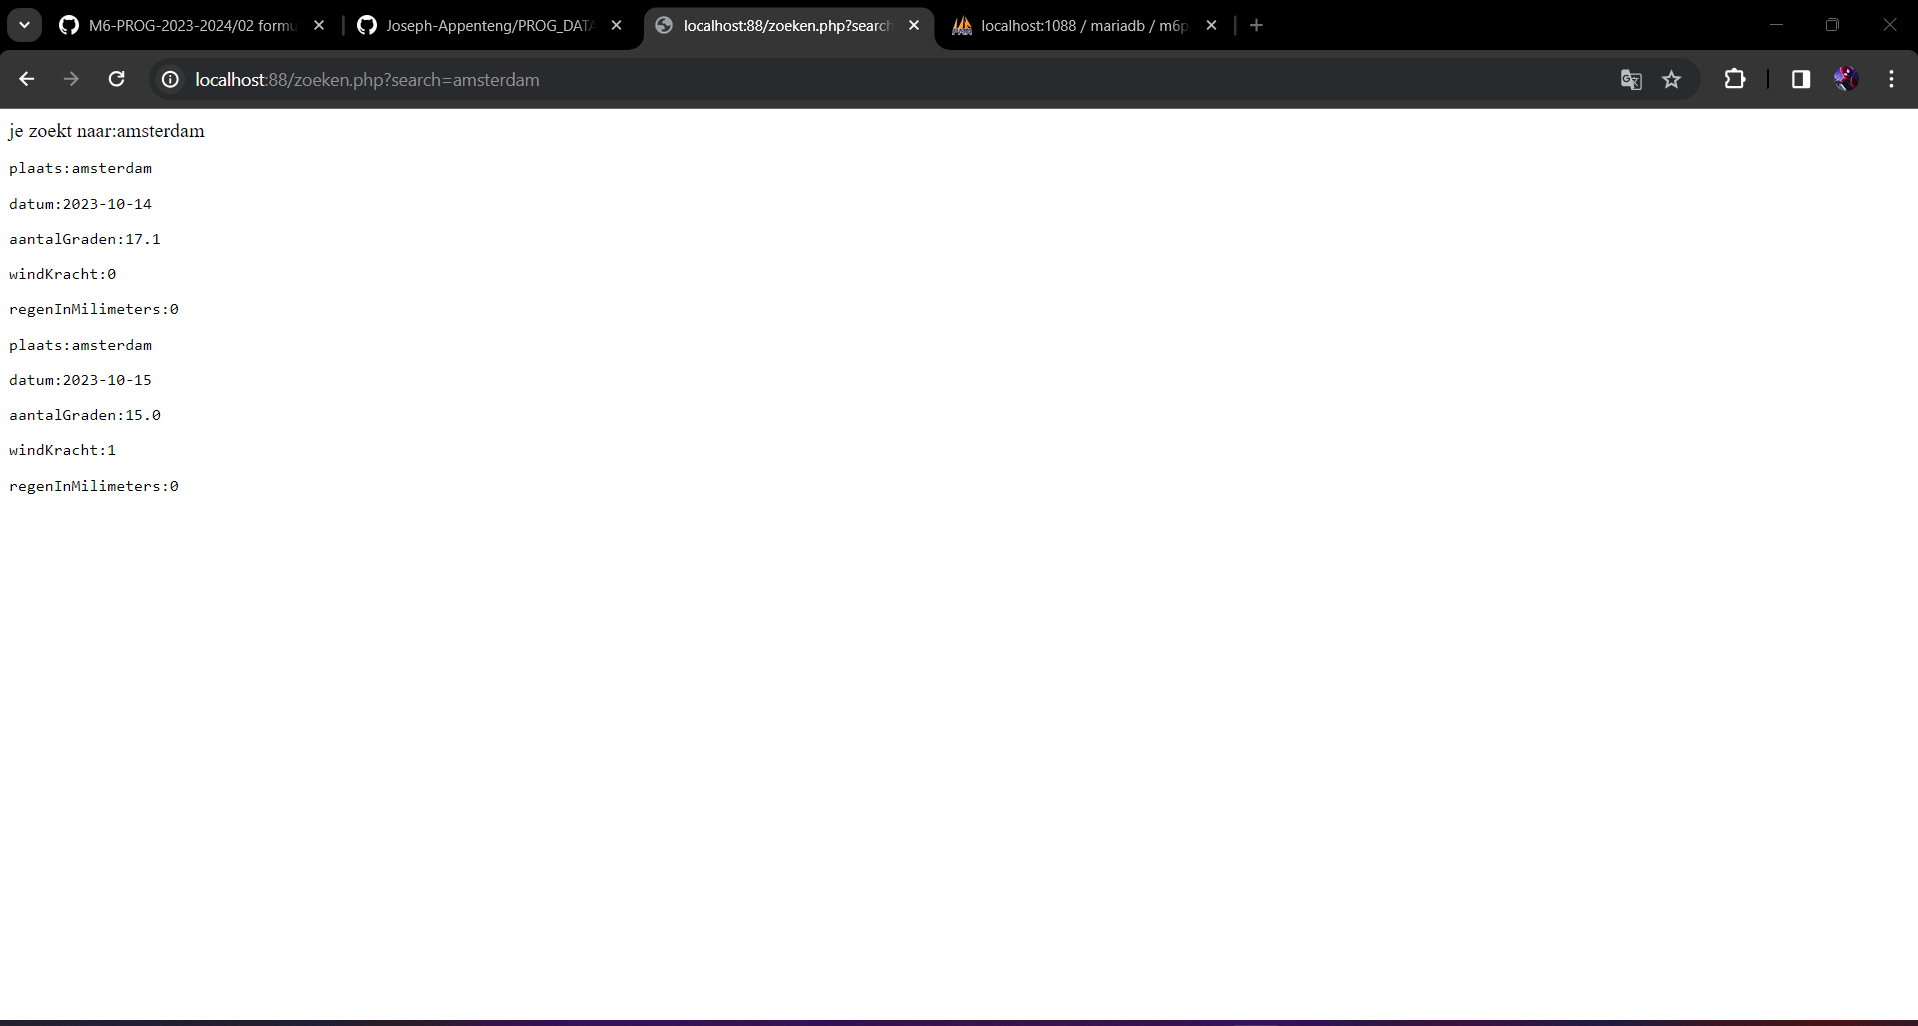 M6-PROG-2023-2024/02 formu
Joseph-Appenteng/PROG_DATA
localhost:88/zoeken.php?search
localhost:1088 / mariadb / m6p
localhost:88/zoeken.php?search=amsterdam
je zoekt naar:amsterdam
plaats:amsterdam
datum:2023-10-14
aantalGraden:17.1
windKracht:0
regenInMilimeters:0
plaats:amsterdam
datum:2023-10-15
aantalGraden:15.0
windKracht:1
regenInMilimeters:0